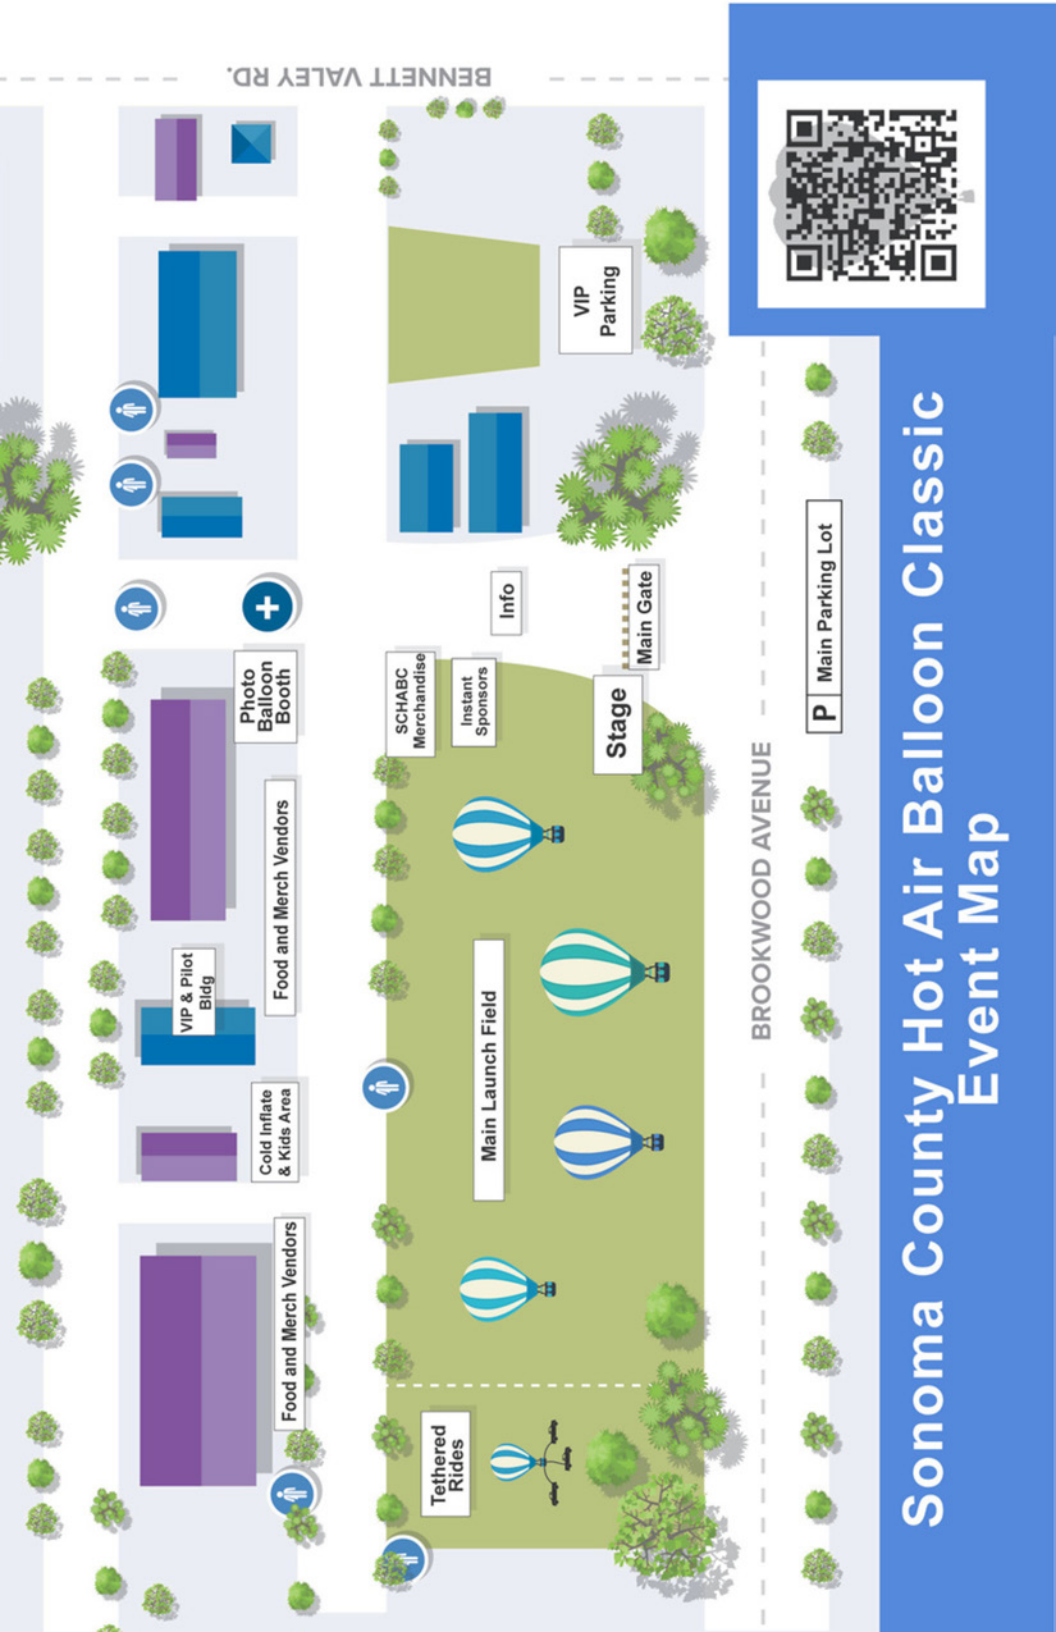 BENNETT VALEY RD.
VIP
Parking
Info
Main Gate
P Main Parking Lot
Photo
Balloon
Booth
SCHABC
Merchandise
Instant
Sponsors
Stage
Food and Merch Vendors
VIP & Pilot
Bldg
Cold Inflate
& Kids Area
Main Launch Field
BROOKWOOD AVENUE
Food and Merch Vendors
Tethered
Rides
Sonoma County Hot Air Balloon Classic
Event Map